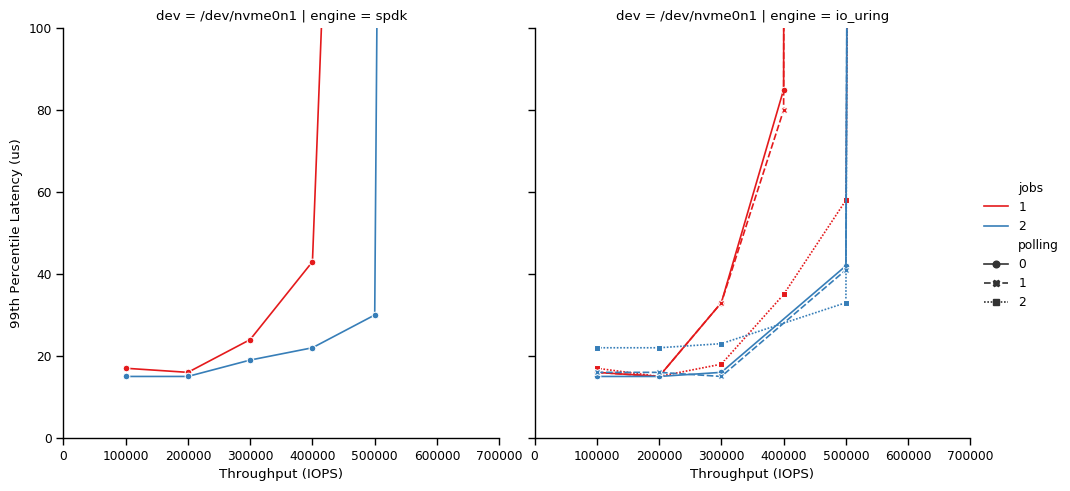 dev = /dev/nvme0n1 | engine = spdk
dev = /dev/nvme0n1 | engine = io_uring
100
80
60
40
20
0
99th Percentile Latency (us)
0 100000 200000 300000 400000 500000 600000 700000
0 100000 200000 300000 400000 500000 600000 700000
Throughput (IOPS)
Throughput (IOPS)
jobs
1
2
polling
0
1
2